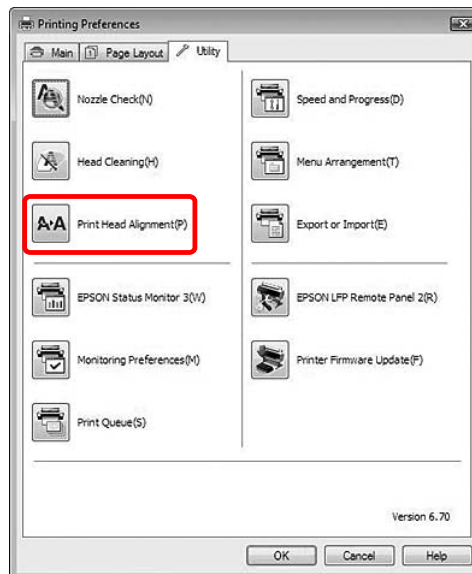 Printing Preferences
Main Page Layout Utility
Nozzle Check(N) Speed and Progress(D)
Head Cleaning(H) Menu Arrangement(T)
Print Head Alignment(P) Export or Import(E)
EPSON Status Monitor 3(W) EPSON LFP Remote Panel 2(R)
Monitoring Preferences(M) Printer Firmware Update(F)
Print Queue(S)
Version 6.70
OK Cancel Help